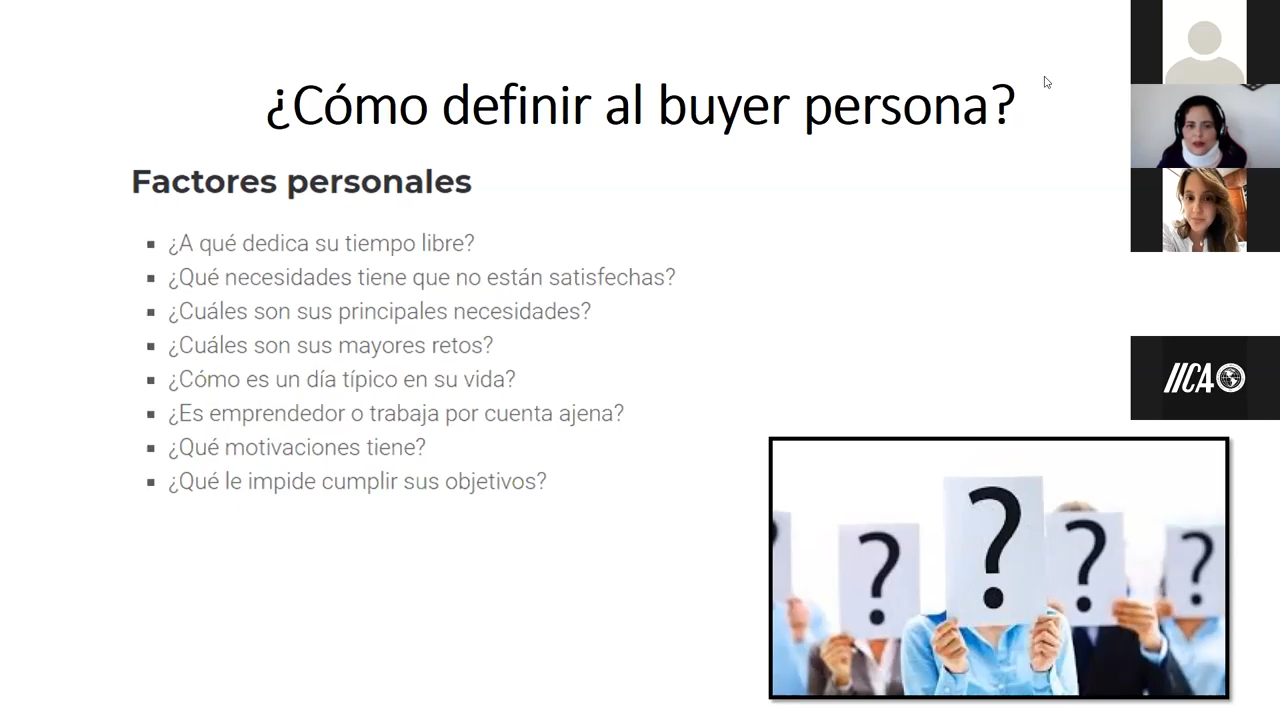 ¿Cómo definir al buyer persona?
Factores personales
▪ ¿A qué dedica su tiempo libre?
▪ ¿Qué necesidades tiene que no están satisfechas?
▪ ¿Cuáles son sus principales necesidades?
▪ ¿Cuáles son sus mayores retos?
▪ ¿Cómo es un día típico en su vida?
▪ ¿Es emprendedor o trabaja por cuenta ajena?
▪ ¿Qué motivaciones tiene?
▪ ¿Qué le impide cumplir sus objetivos?
IICA
? ? ? ? ?